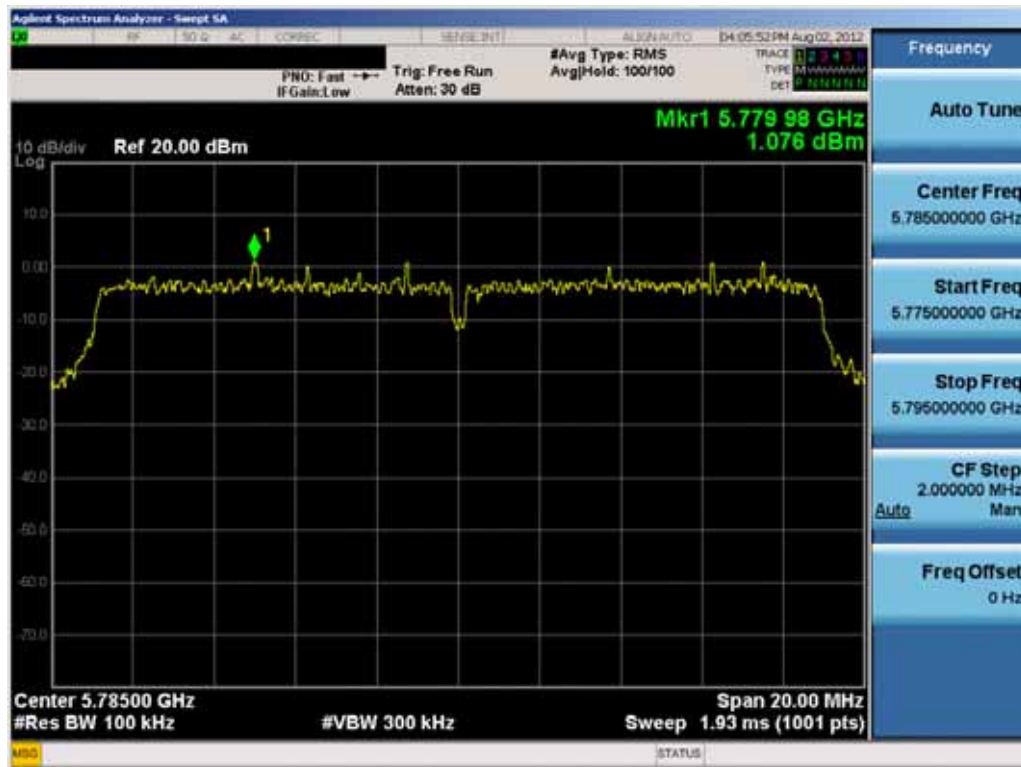 Agilent Spectrum Analyzer - Swept SA
RF 50 Ω AC CORREC SENSE:INT ALIGN AUTO 04:05:52 PM Aug 02, 2012
PNO: Fast
IFGain:Low
Trig: Free Run
Atten: 30 dB
#Avg Type: RMS
Avg|Hold: 100/100
TRACE 1 2 3 4 5 6
TYPE M W W W W W
DET P N N N N N
Mkr1 5.779 98 GHz
1.076 dBm
10 dB/div
Log
Ref 20.00 dBm
10.0
0.00
-10.0
-20.0
-30.0
-40.0
-50.0
-60.0
-70.0
1
Center 5.78500 GHz
#Res BW 100 kHz
#VBW 300 kHz
Span 20.00 MHz
Sweep 1.93 ms (1001 pts)
MSG
STATUS
Frequency
Auto Tune
Center Freq
5.785000000 GHz
Start Freq
5.775000000 GHz
Stop Freq
5.795000000 GHz
CF Step
2.000000 MHz
Auto Man
Freq Offset
0 Hz